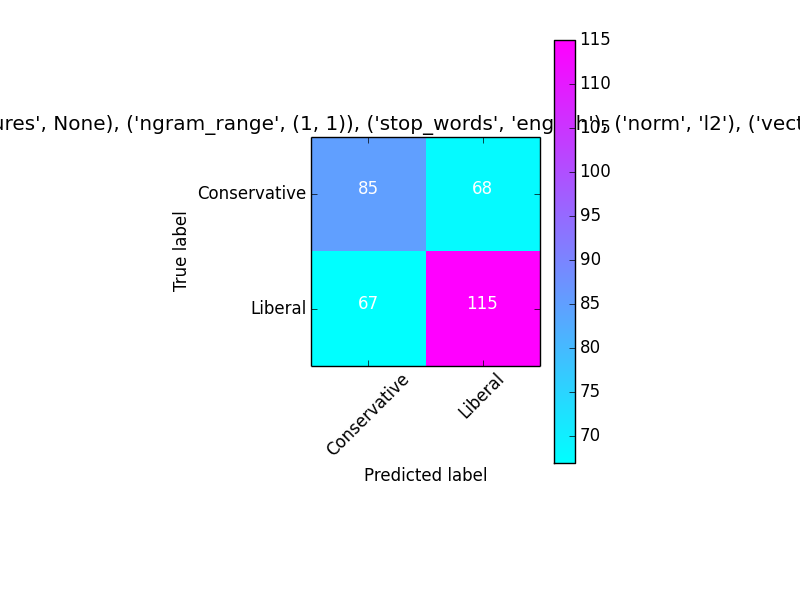 ures', None), ('ngram_range', (1, 1)), ('stop_words', 'english'), ('norm', 'l2'), ('vect
115
110
105
100
95
90
85
80
75
70
True label
Conservative
85
68
Liberal
67
115
Conservative
Liberal
Predicted label